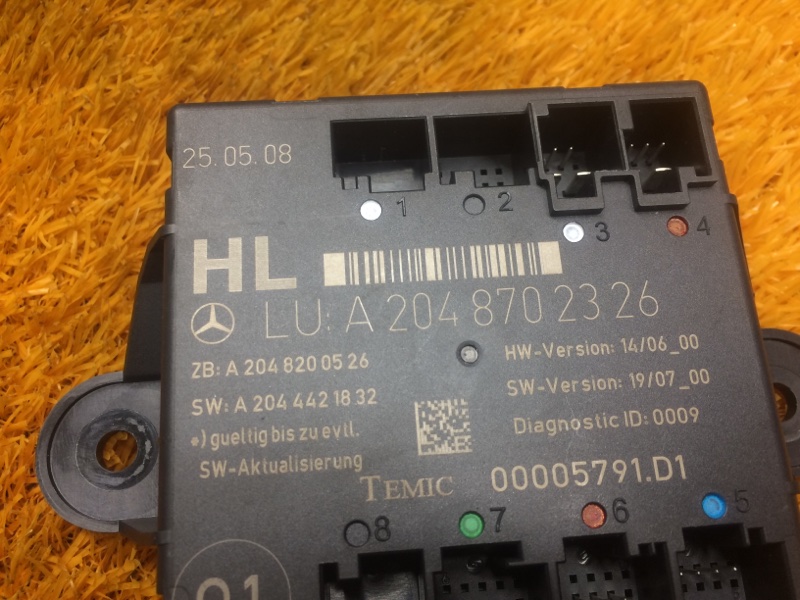 25.05.08
1 2 3 4
HL
LU: A 204 870 23 26
ZB: A 204 820 05 26
HW-Version: 14/06_00
SW: A 204 442 18 32
SW-Version: 19/07_00
*) gueltig bis zu evtl.
SW-Aktualisierung
Diagnostic ID: 0009
TEMIC 00005791.D1
8 7 6 5
01